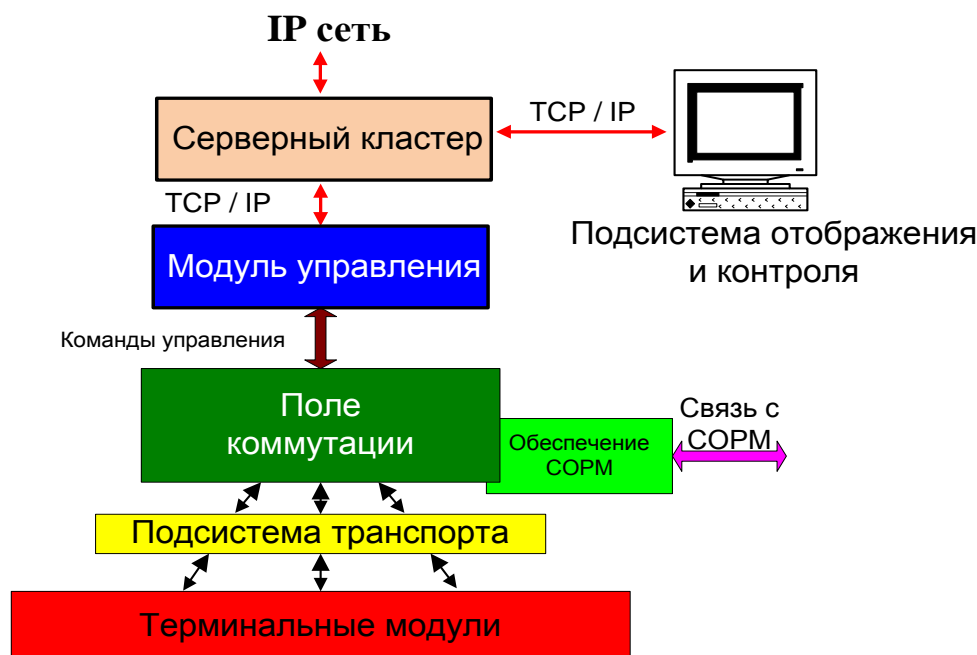 IP сеть
TCP / IP
Серверный кластер
TCP / IP
Подсистема отображения
и контроля
Модуль управления
Команды управления
Поле
коммутации
Связь с
СОРМ
Обеспечение
СОРМ
Подсистема транспорта
Терминальные модули